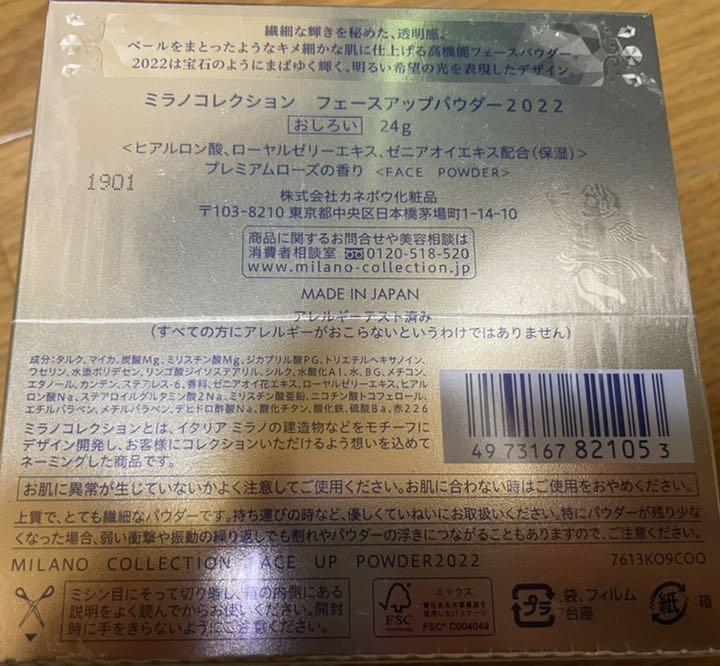 繊細な輝きを秘めた、透明感。
ベールをまとったようなキメ細かな肌に仕上げる高機能フェースパウダー。
2022は宝石のようにまばゆく輝く、明るい希望の光を表現したデザイン。
ミラノコレクション フェースアップパウダー2022
おしろい 24g
<ヒアルロン酸、ローヤルゼリーエキス、ゼニアオイエキス配合(保湿)>
プレミアムローズの香り <FACE POWDER>
1901
株式会社カネボウ化粧品
〒103-8210 東京都中央区日本橋茅場町1-14-10
商品に関するお問合せや美容相談は
消費者相談室 0120-518-520
www.milano-collection.jp
MADE IN JAPAN
アレルギーテスト済み
(すべての方にアレルギーがおこらないというわけではありません)
成分:タルク、マイカ、炭酸Mg、ミリスチン酸Mg、ジカプリル酸PG、トリエチルヘキサノイン、
ワセリン、水添ポリデセン、リンゴ酸ジイソステアリル、シルク、水酸化Al、水、BG、メチコン、
エタノール、カンテン、ステアレス-6、香料、ゼニアオイ花エキス、ローヤルゼリーエキス、ヒアル
ロン酸Na、ステアロイルグルタミン酸2Na、ミリスチン酸亜鉛、ニコチン酸トコフェロール、
エチルパラベン、メチルパラベン、デヒドロ酢酸Na、酸化チタン、酸化鉄、硫酸Ba、赤226
ミラノコレクションとは、イタリア ミラノの建造物などをモチーフに
デザイン開発し、お客様にコレクションいただけるよう想いを込めて
ネーミングした商品です。
4973167821053
お肌に異常が生じていないかよく注意してご使用ください。お肌に合わない時はご使用をおやめください。
上質で、とても繊細なパウダーです。持ち運びの時など、優しくていねいにお取扱いください。特にパウダーが残り少な
くなった場合、弱い衝撃や振動の繰り返しでも割れやパウダーの浮きにつながることもありますので、ご注意ください。
MILANO COLLECTION FACE UP POWDER2022 7613KO9COO
ミシン目にそって切り離し、箱の内側にある
説明をよく読んでからお使いください。開封
時に手をきらないようにご注意ください。
FSC
www.fsc.org
FSC® C004049
ミックス
責任ある木質資源を
使用したパッケージ
プラ :袋、フィルム
台座
紙 :箱